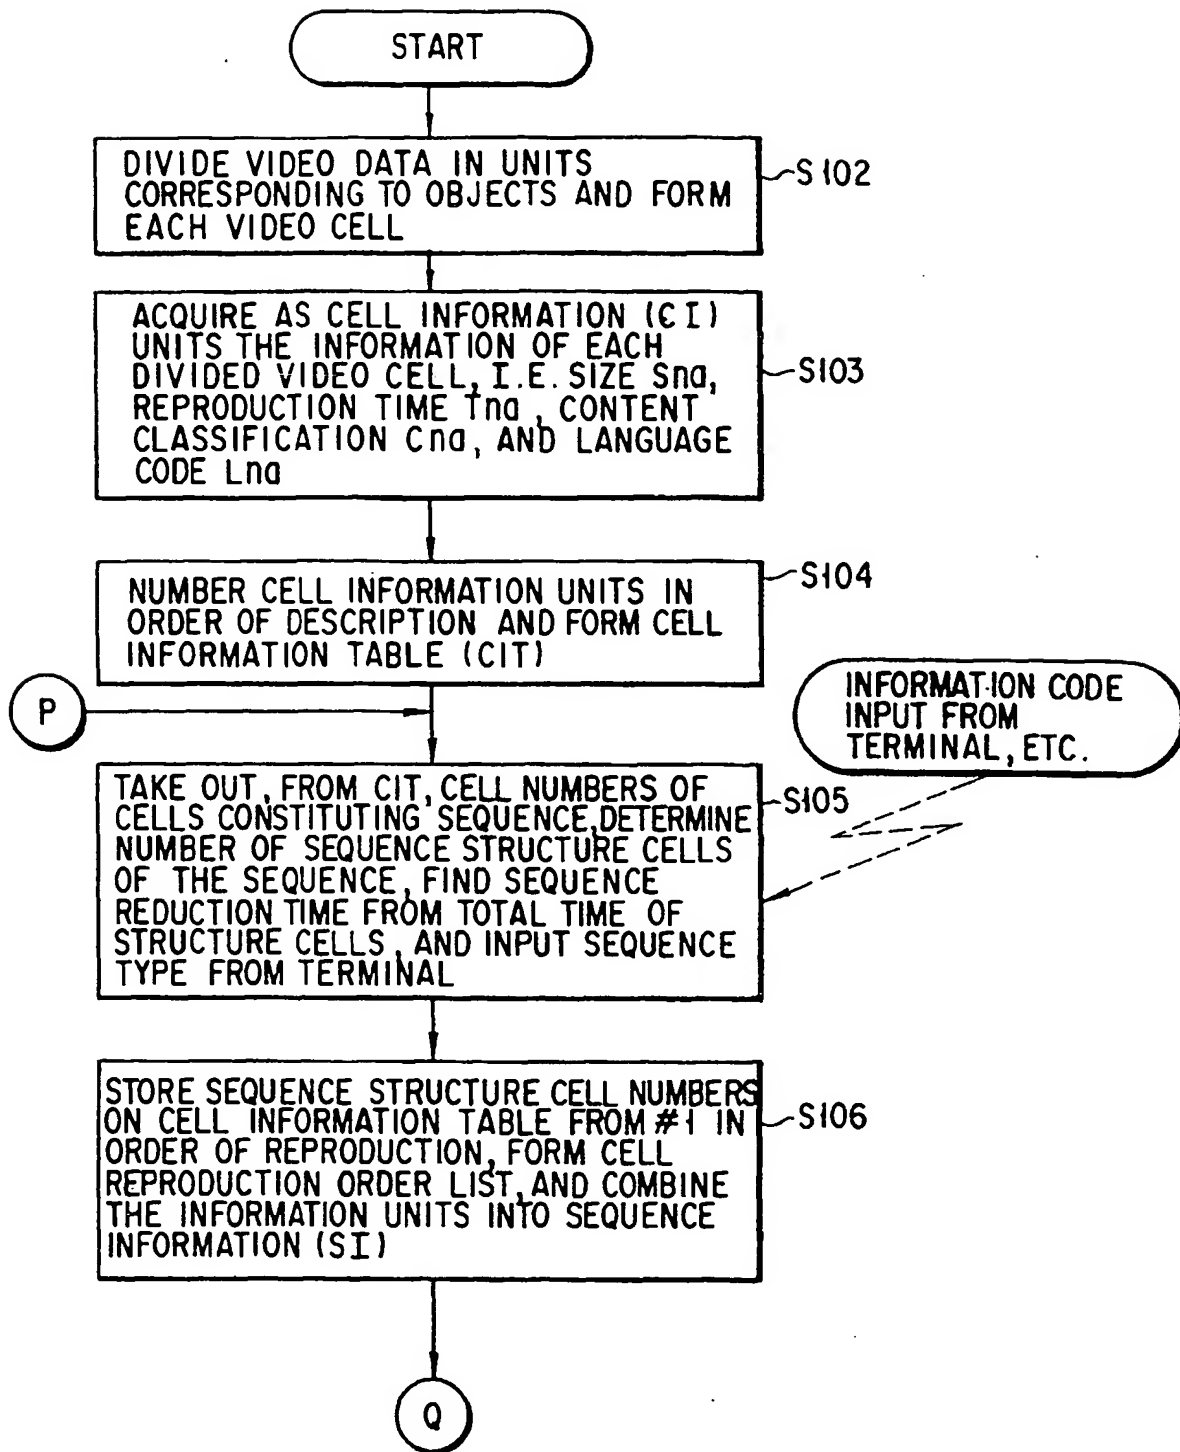 START
DIVIDE VIDEO DATA IN UNITS
CORRESPONDING TO OBJECTS AND FORM
EACH VIDEO CELL
S102
ACQUIRE AS CELL INFORMATION (CI)
UNITS THE INFORMATION OF EACH
DIVIDED VIDEO CELL, I.E. SIZE Sna,
REPRODUCTION TIME Tna, CONTENT
CLASSIFICATION Cna, AND LANGUAGE
CODE Lna
S103
NUMBER CELL INFORMATION UNITS IN
ORDER OF DESCRIPTION AND FORM CELL
INFORMATION TABLE (CIT)
S104
P
INFORMATION CODE
INPUT FROM
TERMINAL, ETC.
TAKE OUT, FROM CIT, CELL NUMBERS OF
CELLS CONSTITUTING SEQUENCE, DETERMINE
NUMBER OF SEQUENCE STRUCTURE CELLS
OF THE SEQUENCE, FIND SEQUENCE
REDUCTION TIME FROM TOTAL TIME OF
STRUCTURE CELLS, AND INPUT SEQUENCE
TYPE FROM TERMINAL
S105
STORE SEQUENCE STRUCTURE CELL NUMBERS
ON CELL INFORMATION TABLE FROM #1 IN
ORDER OF REPRODUCTION, FORM CELL
REPRODUCTION ORDER LIST, AND COMBINE
THE INFORMATION UNITS INTO SEQUENCE
INFORMATION (SI)
S106
Q